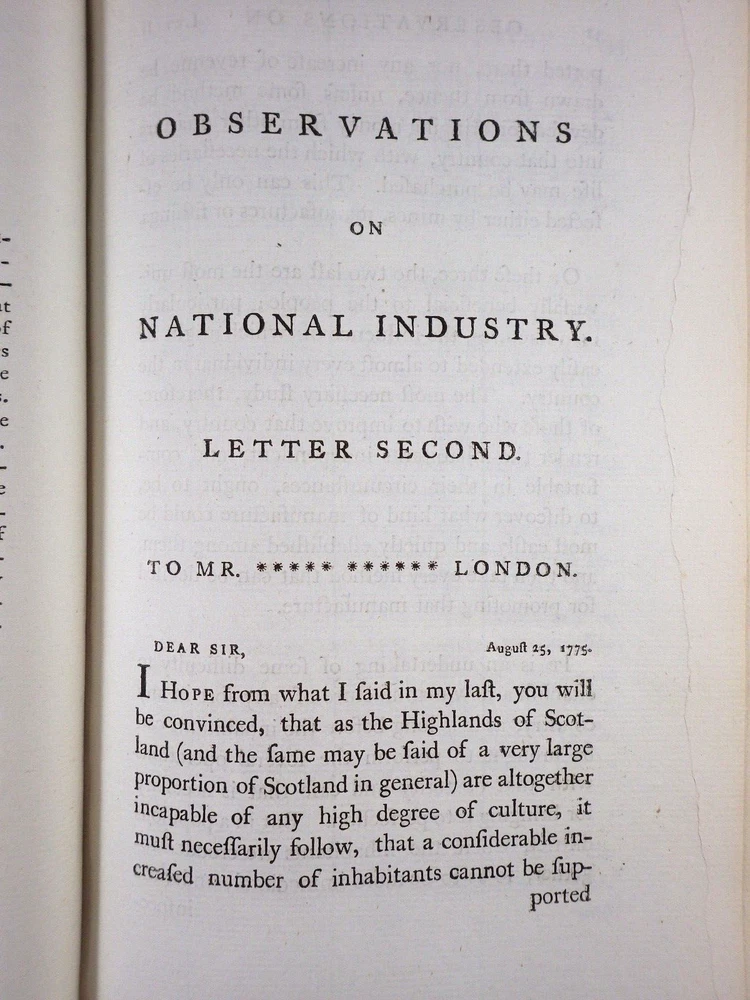 OBSERVATIONS
ON
NATIONAL INDUSTRY.
LETTER SECOND.
TO MR. ***** ****** LONDON.
DEAR SIR, Auguſt 25, 1775.
I HOPE from what I ſaid in my laſt, you will
be convinced, that as the Highlands of Scot-
land (and the ſame may be ſaid of a very large
proportion of Scotland in general) are altogether
incapable of any high degree of culture, it
muſt neceſſarily follow, that a conſiderable in-
creaſed number of inhabitants cannot be ſup-
ported